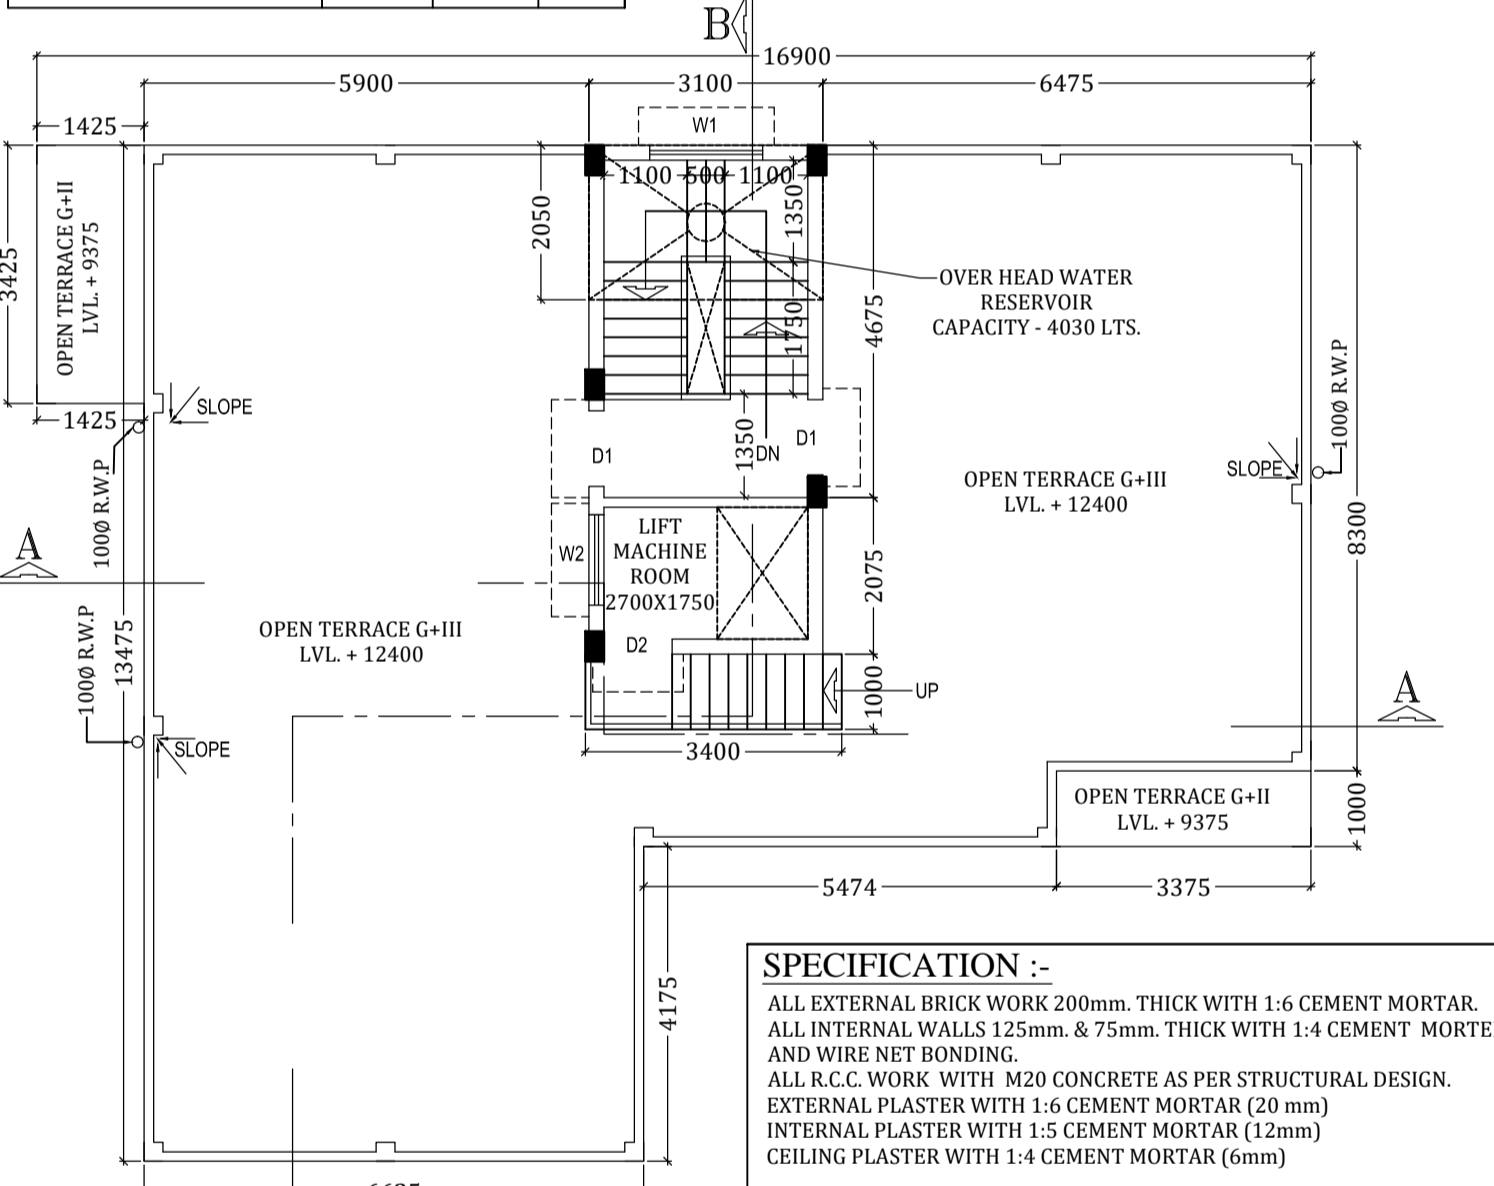 B
16900
5900
3100
6475
1425
W1
1100
500
1100
1350
2050
3425
OPEN TERRACE G+II
LVL. + 9375
OVER HEAD WATER
RESERVOIR
CAPACITY - 4030 LTS.
1750
4675
1425
SLOPE
100Ø R.W.P
D1
1350
DN
D1
OPEN TERRACE G+III
LVL. + 12400
SLOPE
100Ø R.W.P
8300
A
100Ø R.W.P
13475
W2
LIFT
MACHINE
ROOM
2700X1750
2075
OPEN TERRACE G+III
LVL. + 12400
D2
1000
UP
A
SLOPE
3400
OPEN TERRACE G+II
LVL. + 9375
1000
5474
3375
4175
SPECIFICATION :-
ALL EXTERNAL BRICK WORK 200mm. THICK WITH 1:6 CEMENT MORTAR.
ALL INTERNAL WALLS 125mm. & 75mm. THICK WITH 1:4 CEMENT MORTE
AND WIRE NET BONDING.
ALL R.C.C. WORK WITH M20 CONCRETE AS PER STRUCTURAL DESIGN.
EXTERNAL PLASTER WITH 1:6 CEMENT MORTAR (20 mm)
INTERNAL PLASTER WITH 1:5 CEMENT MORTAR (12mm)
CEILING PLASTER WITH 1:4 CEMENT MORTAR (6mm)